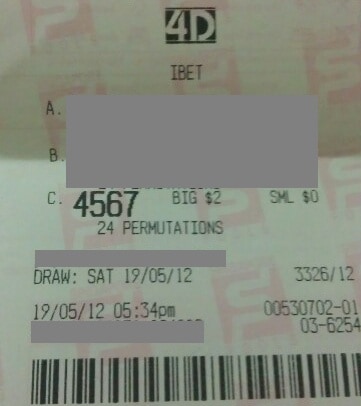 4D
IBET
A.
B.
C. 4567 BIG $2 SML $0
24 PERMUTATIONS
DRAW: SAT 19/05/12 3326/12
19/05/12 05:34pm 00530702-01
03-6254